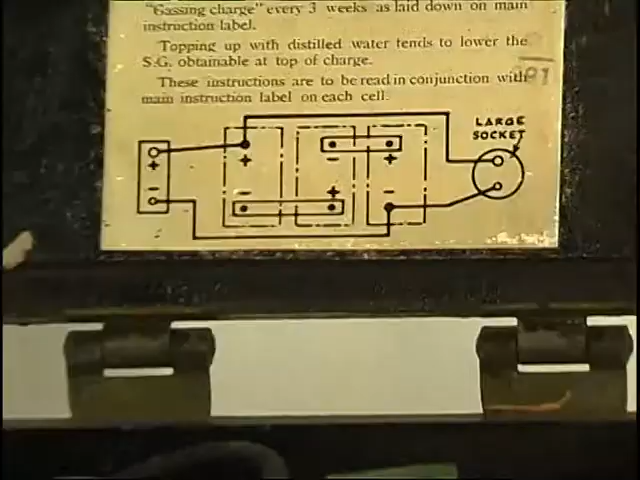 "Gassing charge" every 3 weeks as laid down on main
instruction label.
Topping up with distilled water tends to lower the
S.G. obtainable at top of charge.
These instructions are to be read in conjunction with
main instruction label on each cell.
LARGE
SOCKET
+
−
+
−
−
+
+
−